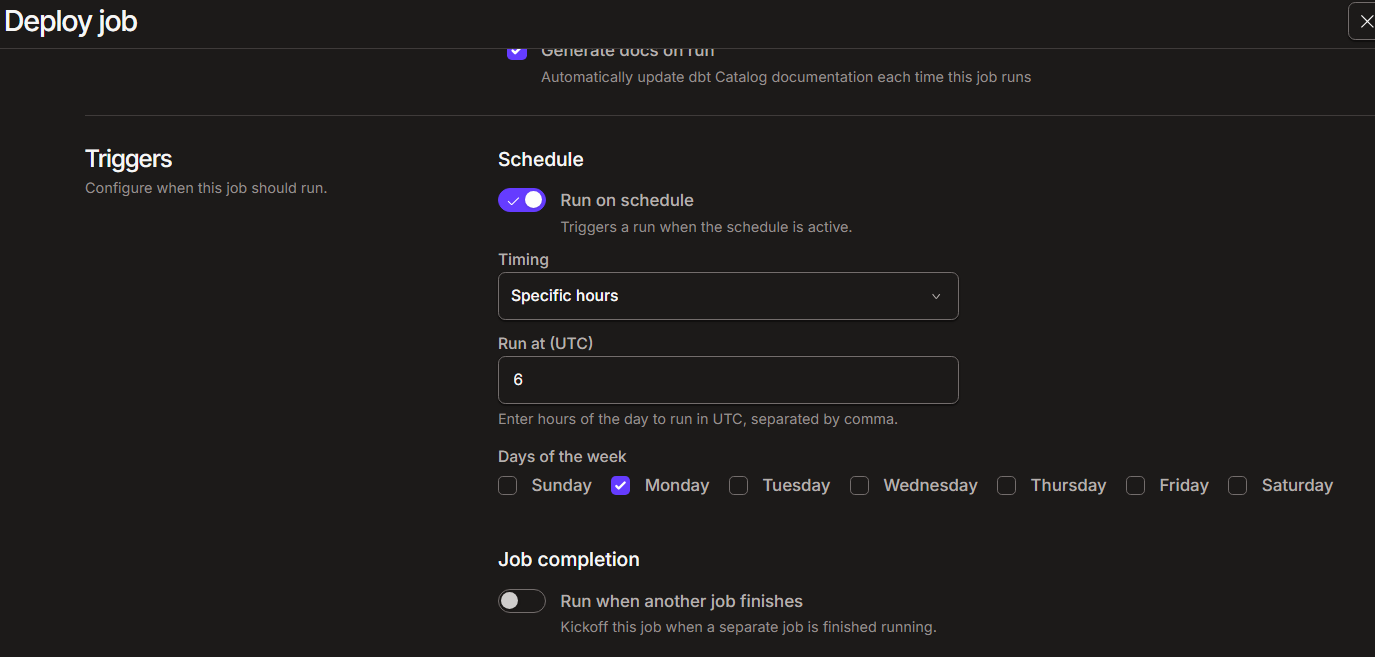 Deploy job
Generate docs on run
Automatically update dbt Catalog documentation each time this job runs
Triggers
Configure when this job should run.
Schedule
Run on schedule
Triggers a run when the schedule is active.
Timing
Specific hours
Run at (UTC)
6
Enter hours of the day to run in UTC, separated by comma.
Days of the week
Sunday Monday Tuesday Wednesday Thursday Friday Saturday
Job completion
Run when another job finishes
Kickoff this job when a separate job is finished running.